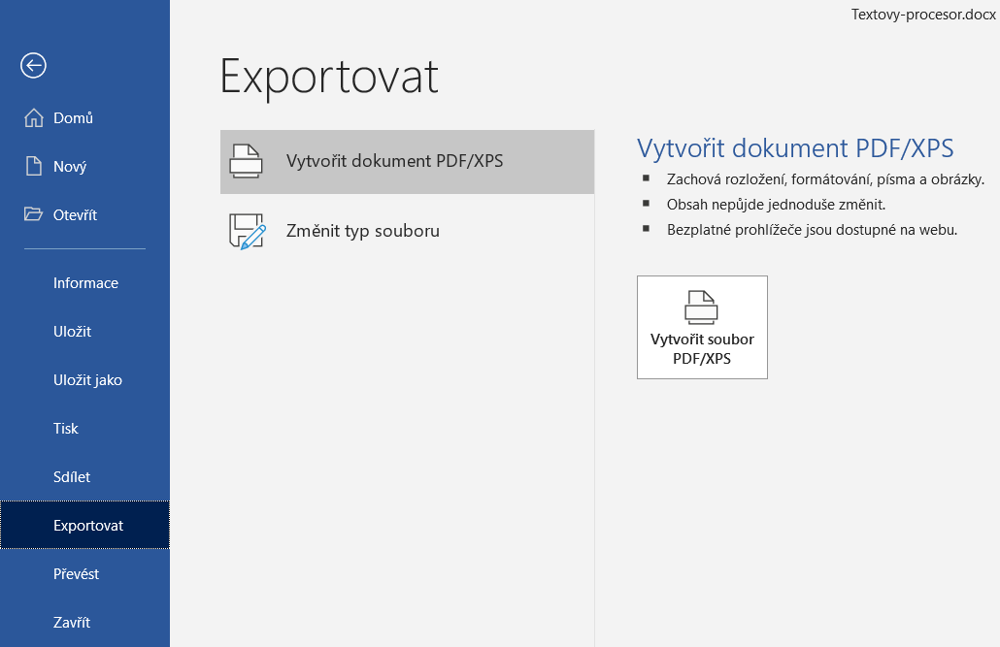 Textovy-procesor.docx
Exportovat
Domů
Nový
Otevřít
Informace
Uložit
Uložit jako
Tisk
Sdílet
Exportovat
Převést
Zavřít
Vytvořit dokument PDF/XPS
Změnit typ souboru
Vytvořit dokument PDF/XPS
Zachová rozložení, formátování, písma a obrázky.
Obsah nepůjde jednoduše změnit.
Bezplatné prohlížeče jsou dostupné na webu.
Vytvořit soubor
PDF/XPS